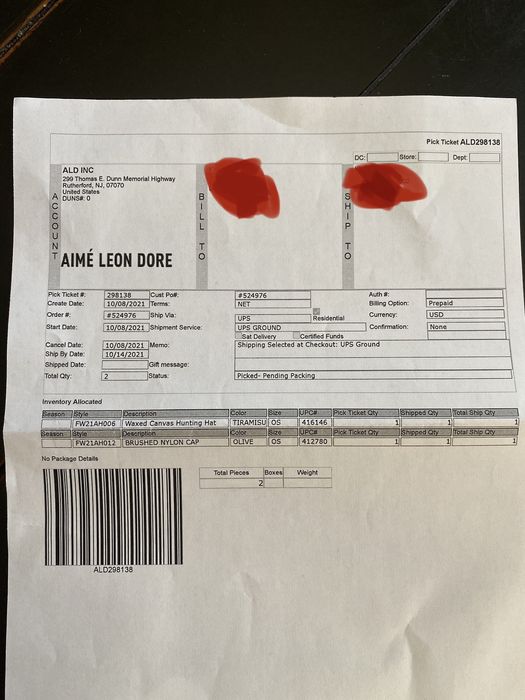 Pick Ticket ALD298138
DC: Store: Dept:
ACCOUNT
ALD INC
299 Thomas E. Dunn Memorial Highway
Rutherford, NJ, 07070
United States
DUNS#: 0
AIMÉ LEON DORE
BILL TO
SHIP TO
Pick Ticket #: 298138 Cust Po#: #524976 Auth #:
Create Date: 10/08/2021 Terms: NET Billing Option: Prepaid
Order #: #524976 Ship Via: UPS Residential Currency: USD
Start Date: 10/08/2021 Shipment Service: UPS GROUND Confirmation: None
Sat Delivery Certified Funds
Cancel Date: 10/08/2021 Memo: Shipping Selected at Checkout: UPS Ground
Ship By Date: 10/14/2021
Shipped Date: Gift message:
Total Qty: 2 Status: Picked- Pending Packing
Inventory Allocated
Season Style Description Color Size UPC# Pick Ticket Qty Shipped Qty Total Ship Qty
FW21AH006 Waxed Canvas Hunting Hat TIRAMISU OS 416146 1 1 1
Season Style Description Color Size UPC# Pick Ticket Qty Shipped Qty Total Ship Qty
FW21AH012 BRUSHED NYLON CAP OLIVE OS 412780 1 1 1
No Package Details
Total Pieces Boxes Weight
2
ALD298138